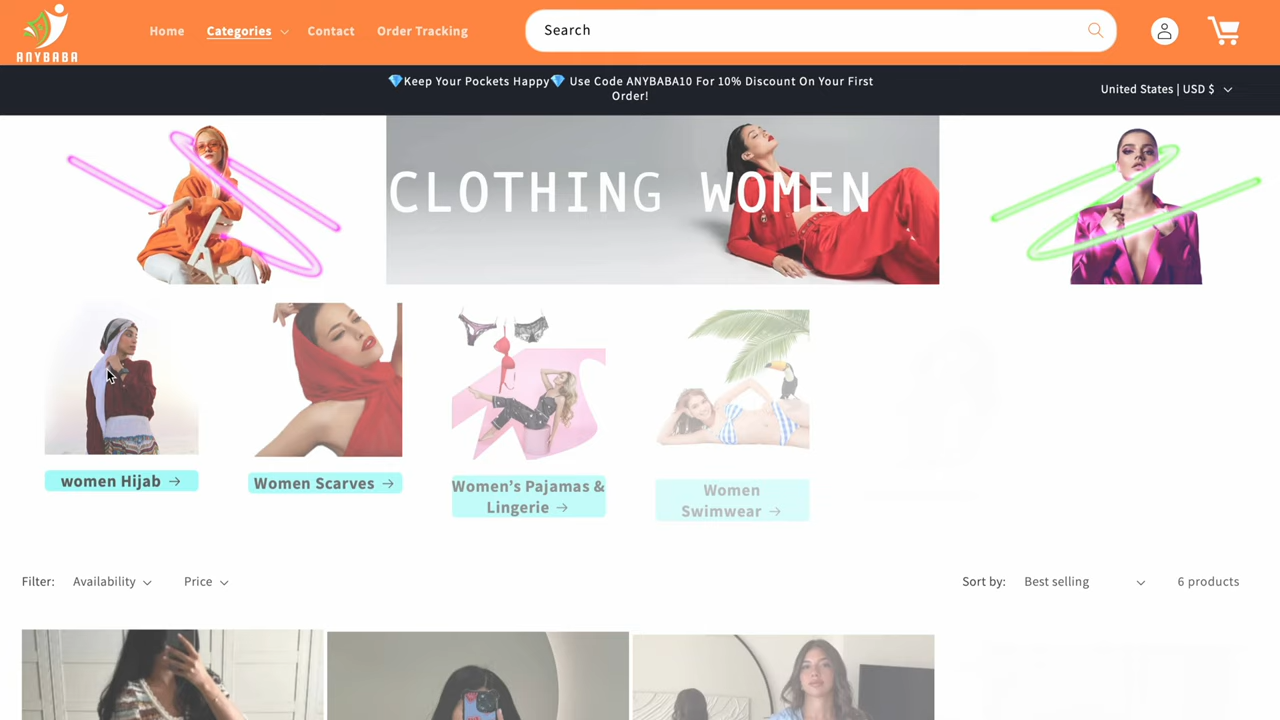 ANYBABA
Home
Categories
Contact
Order Tracking
Search
💎Keep Your Pockets Happy💎 Use Code ANYBABA10 For 10% Discount On Your First
Order!
United States | USD $
CLOTHING WOMEN
women Hijab →
Women Scarves →
Women’s Pajamas &
Lingerie →
Women
Swimwear →
Filter:
Availability
Price
Sort by:
Best selling
6 products